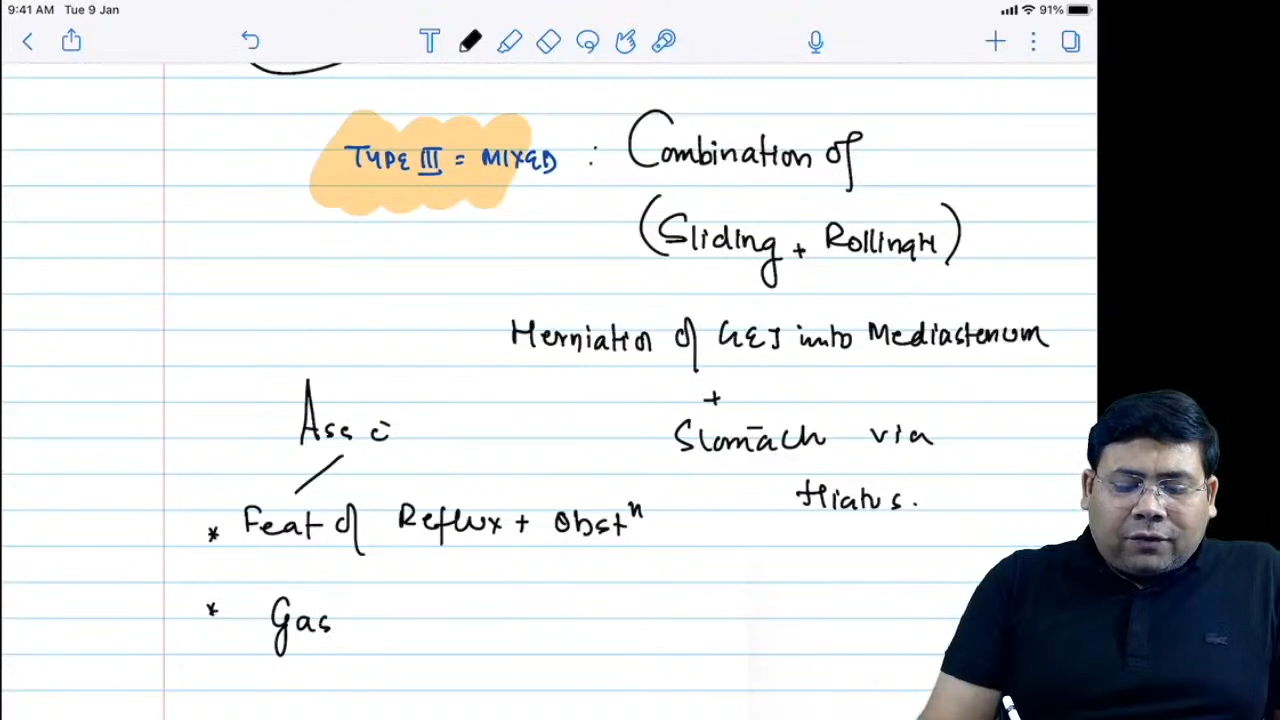 9:41 AM Tue 9 Jan
91%
TYPE III = MIXED : Combination of
(Sliding + Rolling H)
Herniation of GEJ into Mediastenum
+
Stomach via
Hiatus.
Ass c̄
* Feat of Reflux + Obstⁿ
* Gas